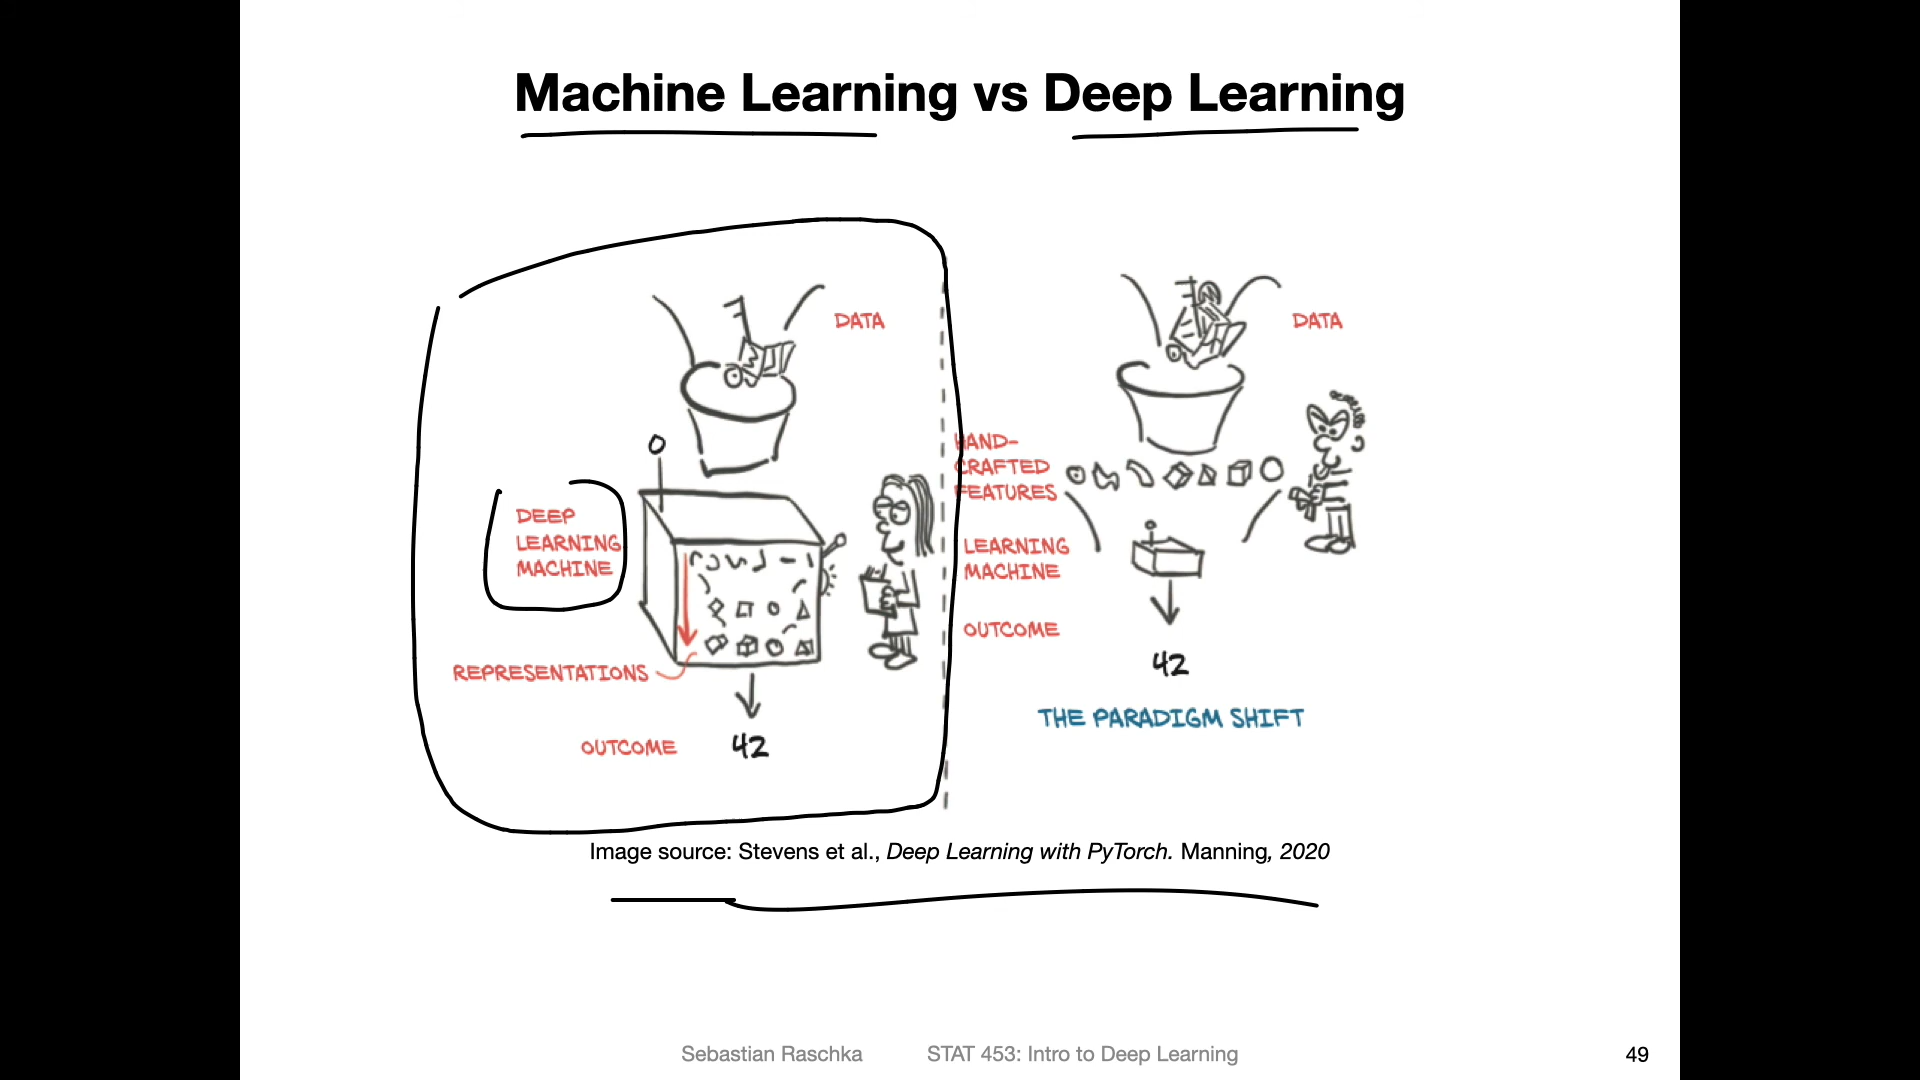 Machine Learning vs Deep Learning
DATA
DEEP
LEARNING
MACHINE
REPRESENTATIONS
OUTCOME
42
DATA
HAND-
CRAFTED
FEATURES
LEARNING
MACHINE
OUTCOME
42
THE PARADIGM SHIFT
Image source: Stevens et al., Deep Learning with PyTorch. Manning, 2020
Sebastian Raschka
STAT 453: Intro to Deep Learning
49